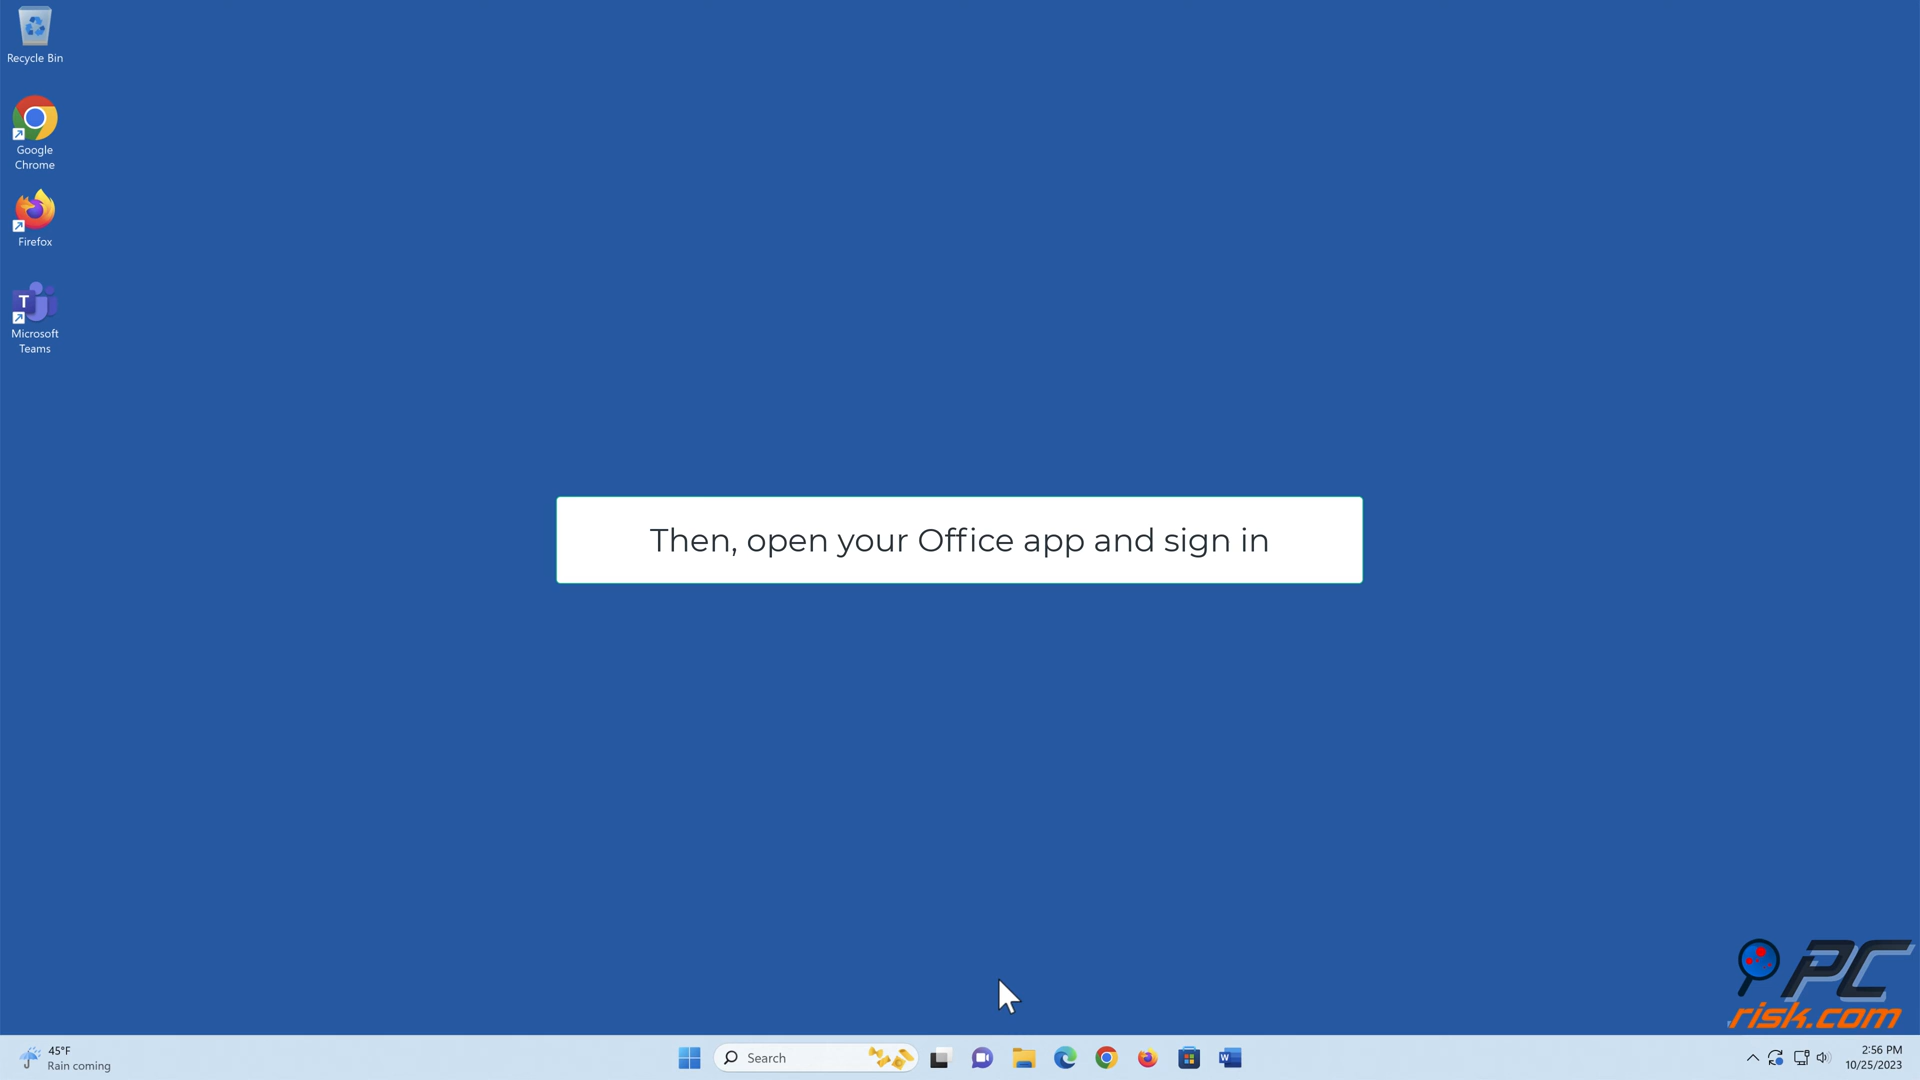 Recycle Bin
Google
Chrome
Firefox
T
Microsoft
Teams
Then, open your Office app and sign in
PC
risk.com
45°F
Rain coming
Search
W
2:56 PM
10/25/2023